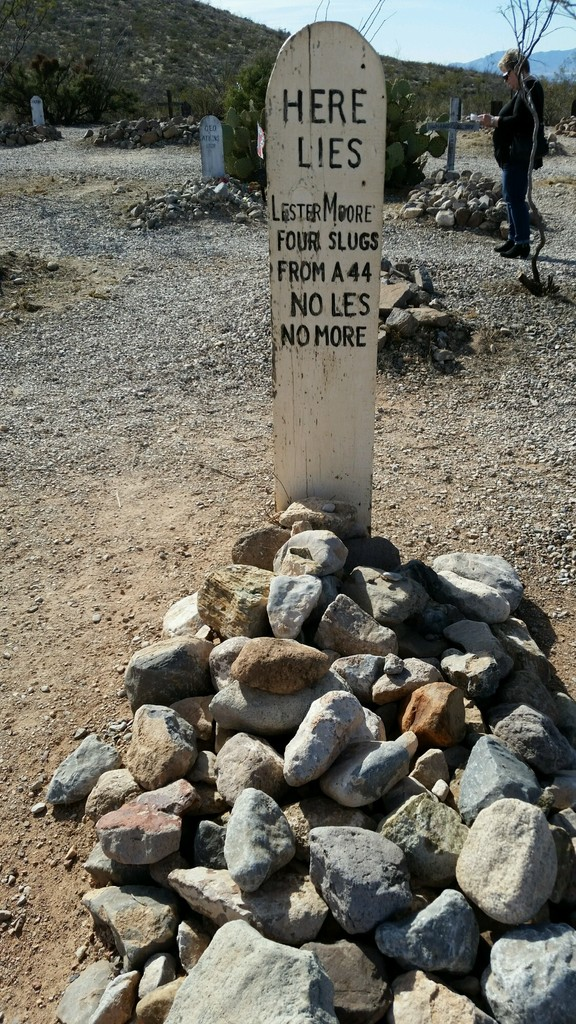 HERE
LIES
LESTER MOORE
FOUR SLUGS
FROM A 44
NO LES
NO MORE